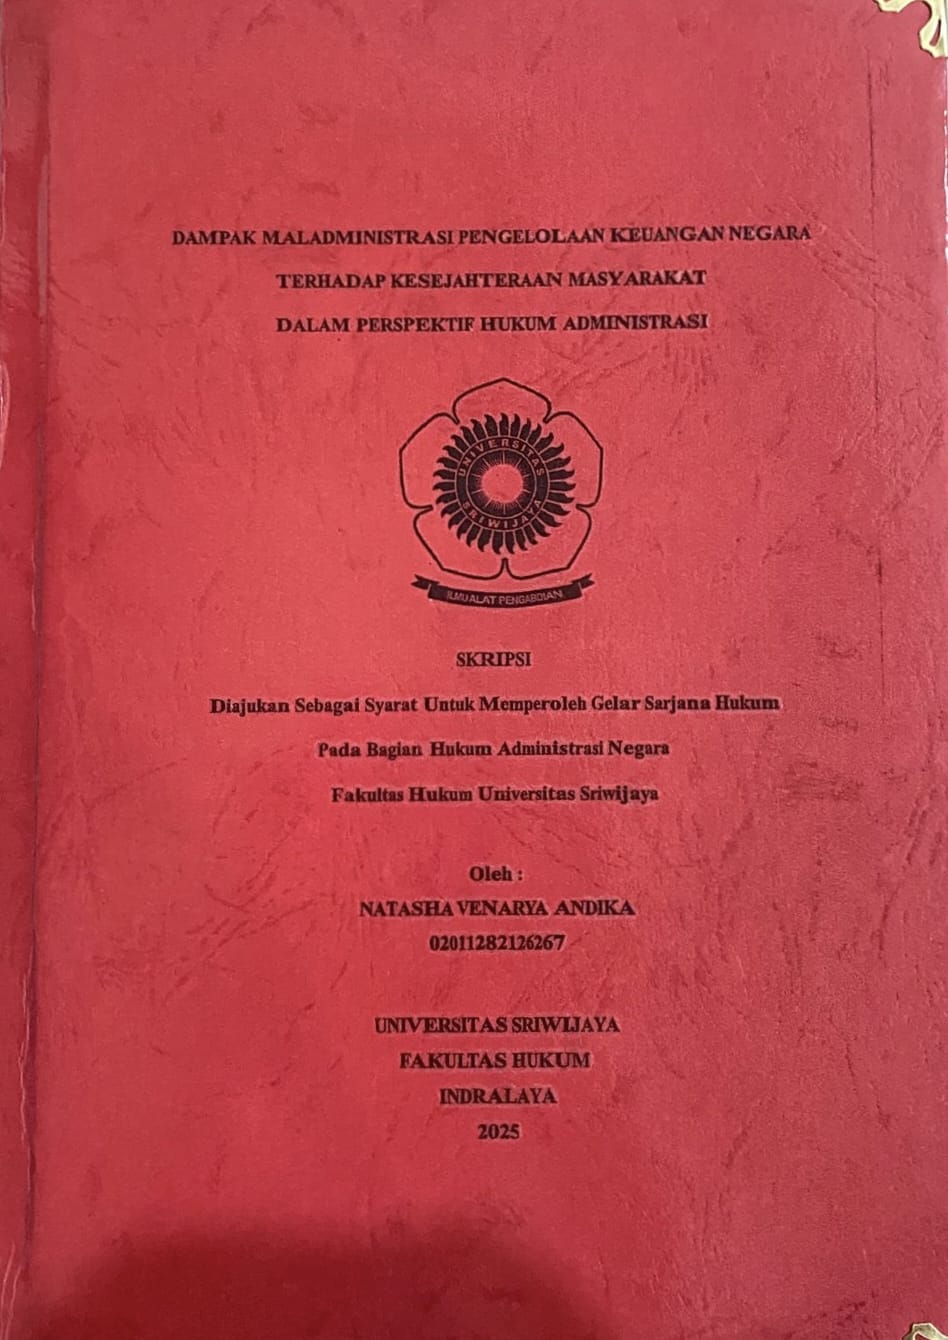 DAMPAK MALADMINISTRASI PENGELOLAAN KEUANGAN NEGARA
TERHADAP KESEJAHTERAAN MASYARAKAT
DALAM PERSPEKTIF HUKUM ADMINISTRASI
UNIVERSITAS
SRIWIJAYA
ILMU ALAT PENGABDIAN
SKRIPSI
Diajukan Sebagai Syarat Untuk Memperoleh Gelar Sarjana Hukum
Pada Bagian Hukum Administrasi Negara
Fakultas Hukum Universitas Sriwijaya
Oleh :
NATASHA VENARYA ANDIKA
02011282126267
UNIVERSITAS SRIWIJAYA
FAKULTAS HUKUM
INDRALAYA
2025